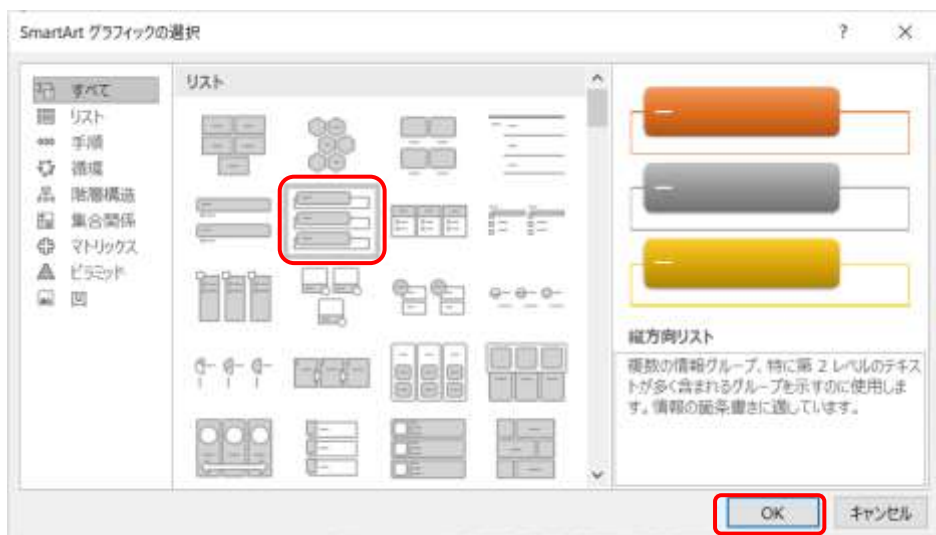 SmartArt グラフィックの選択
?
すべて
リスト
手順
循環
階層構造
集合関係
マトリックス
ピラミッド
図
リスト
縦方向リスト
複数の情報グループ、特に第 2 レベルのテキス
トが多く含まれるグループを示すのに使用しま
す。情報の箇条書きに適しています。
OK
キャンセル